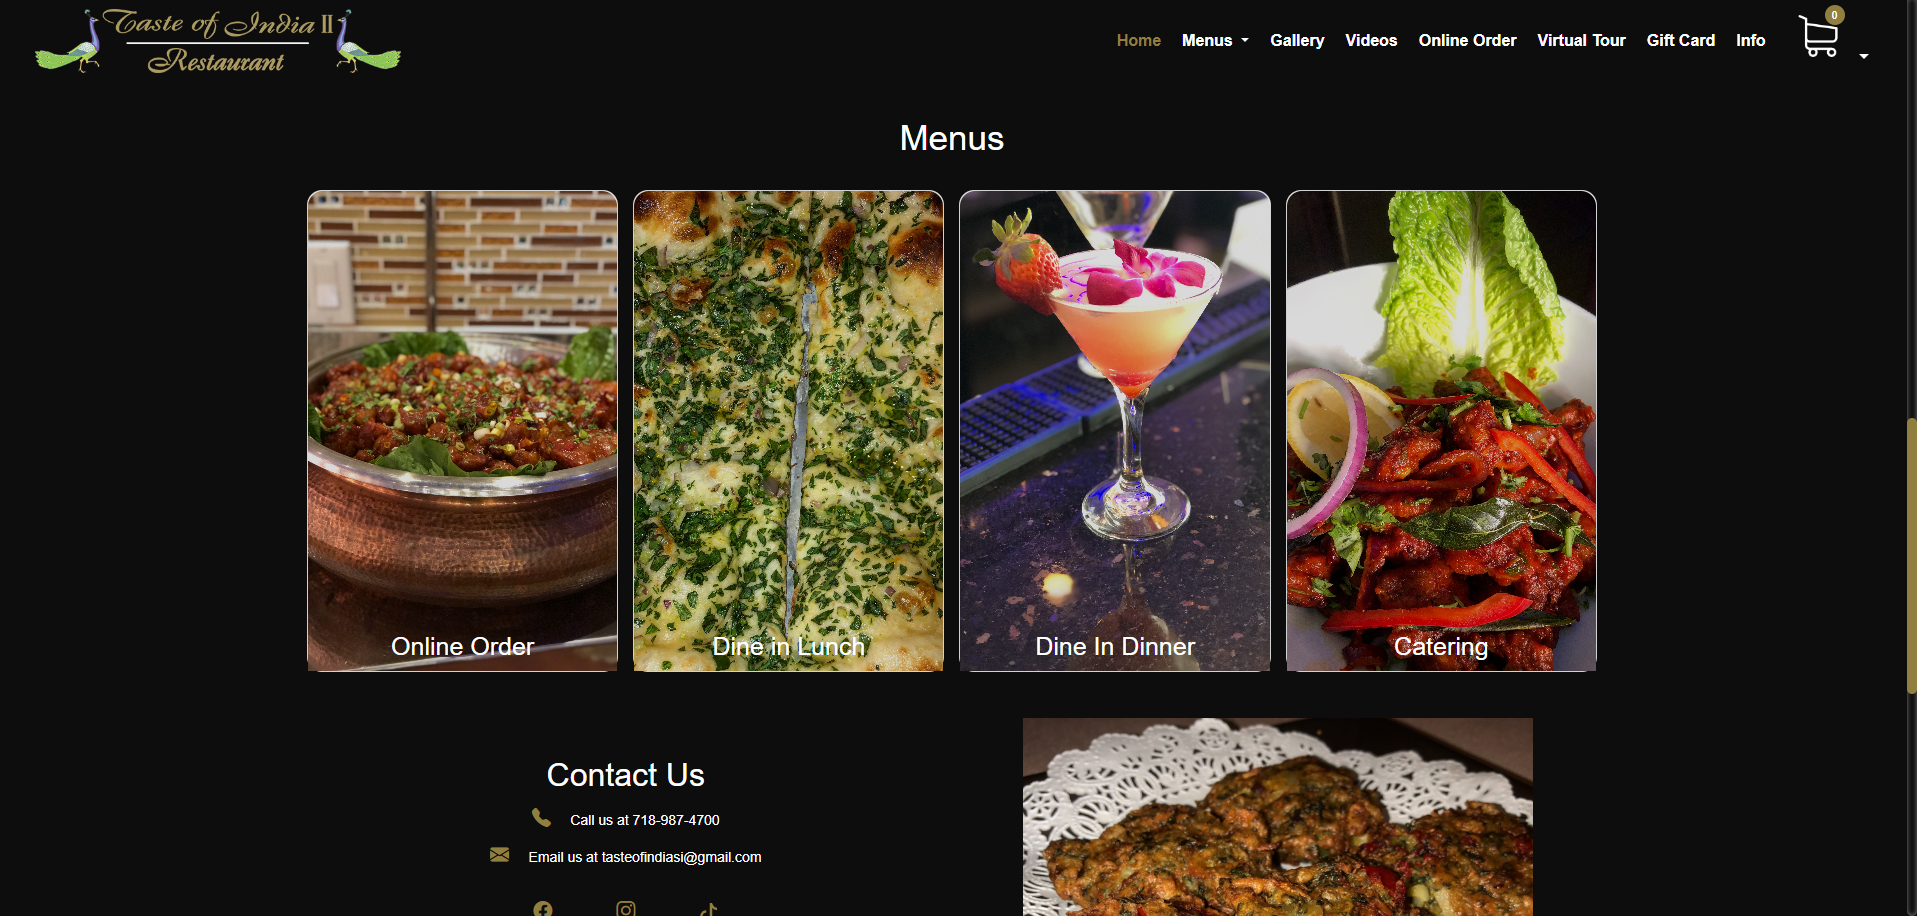 Taste of India II
Restaurant
Home Menus Gallery Videos Online Order Virtual Tour Gift Card Info 0
Menus
Online Order Dine in Lunch Dine In Dinner Catering
Contact Us
Call us at 718-987-4700
Email us at tasteofindiasi@gmail.com